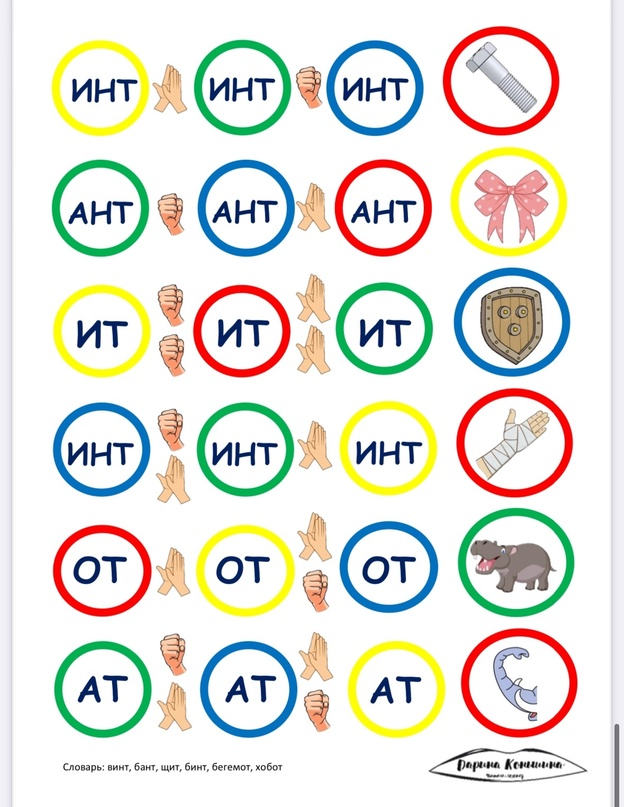 ИНТ ИНТ ИНТ
АНТ АНТ АНТ
ИТ ИТ ИТ
ИНТ ИНТ ИНТ
ОТ ОТ ОТ
АТ АТ АТ
Словарь: винт, бант, щит, бинт, бегемот, хобот
Дарина Конишина